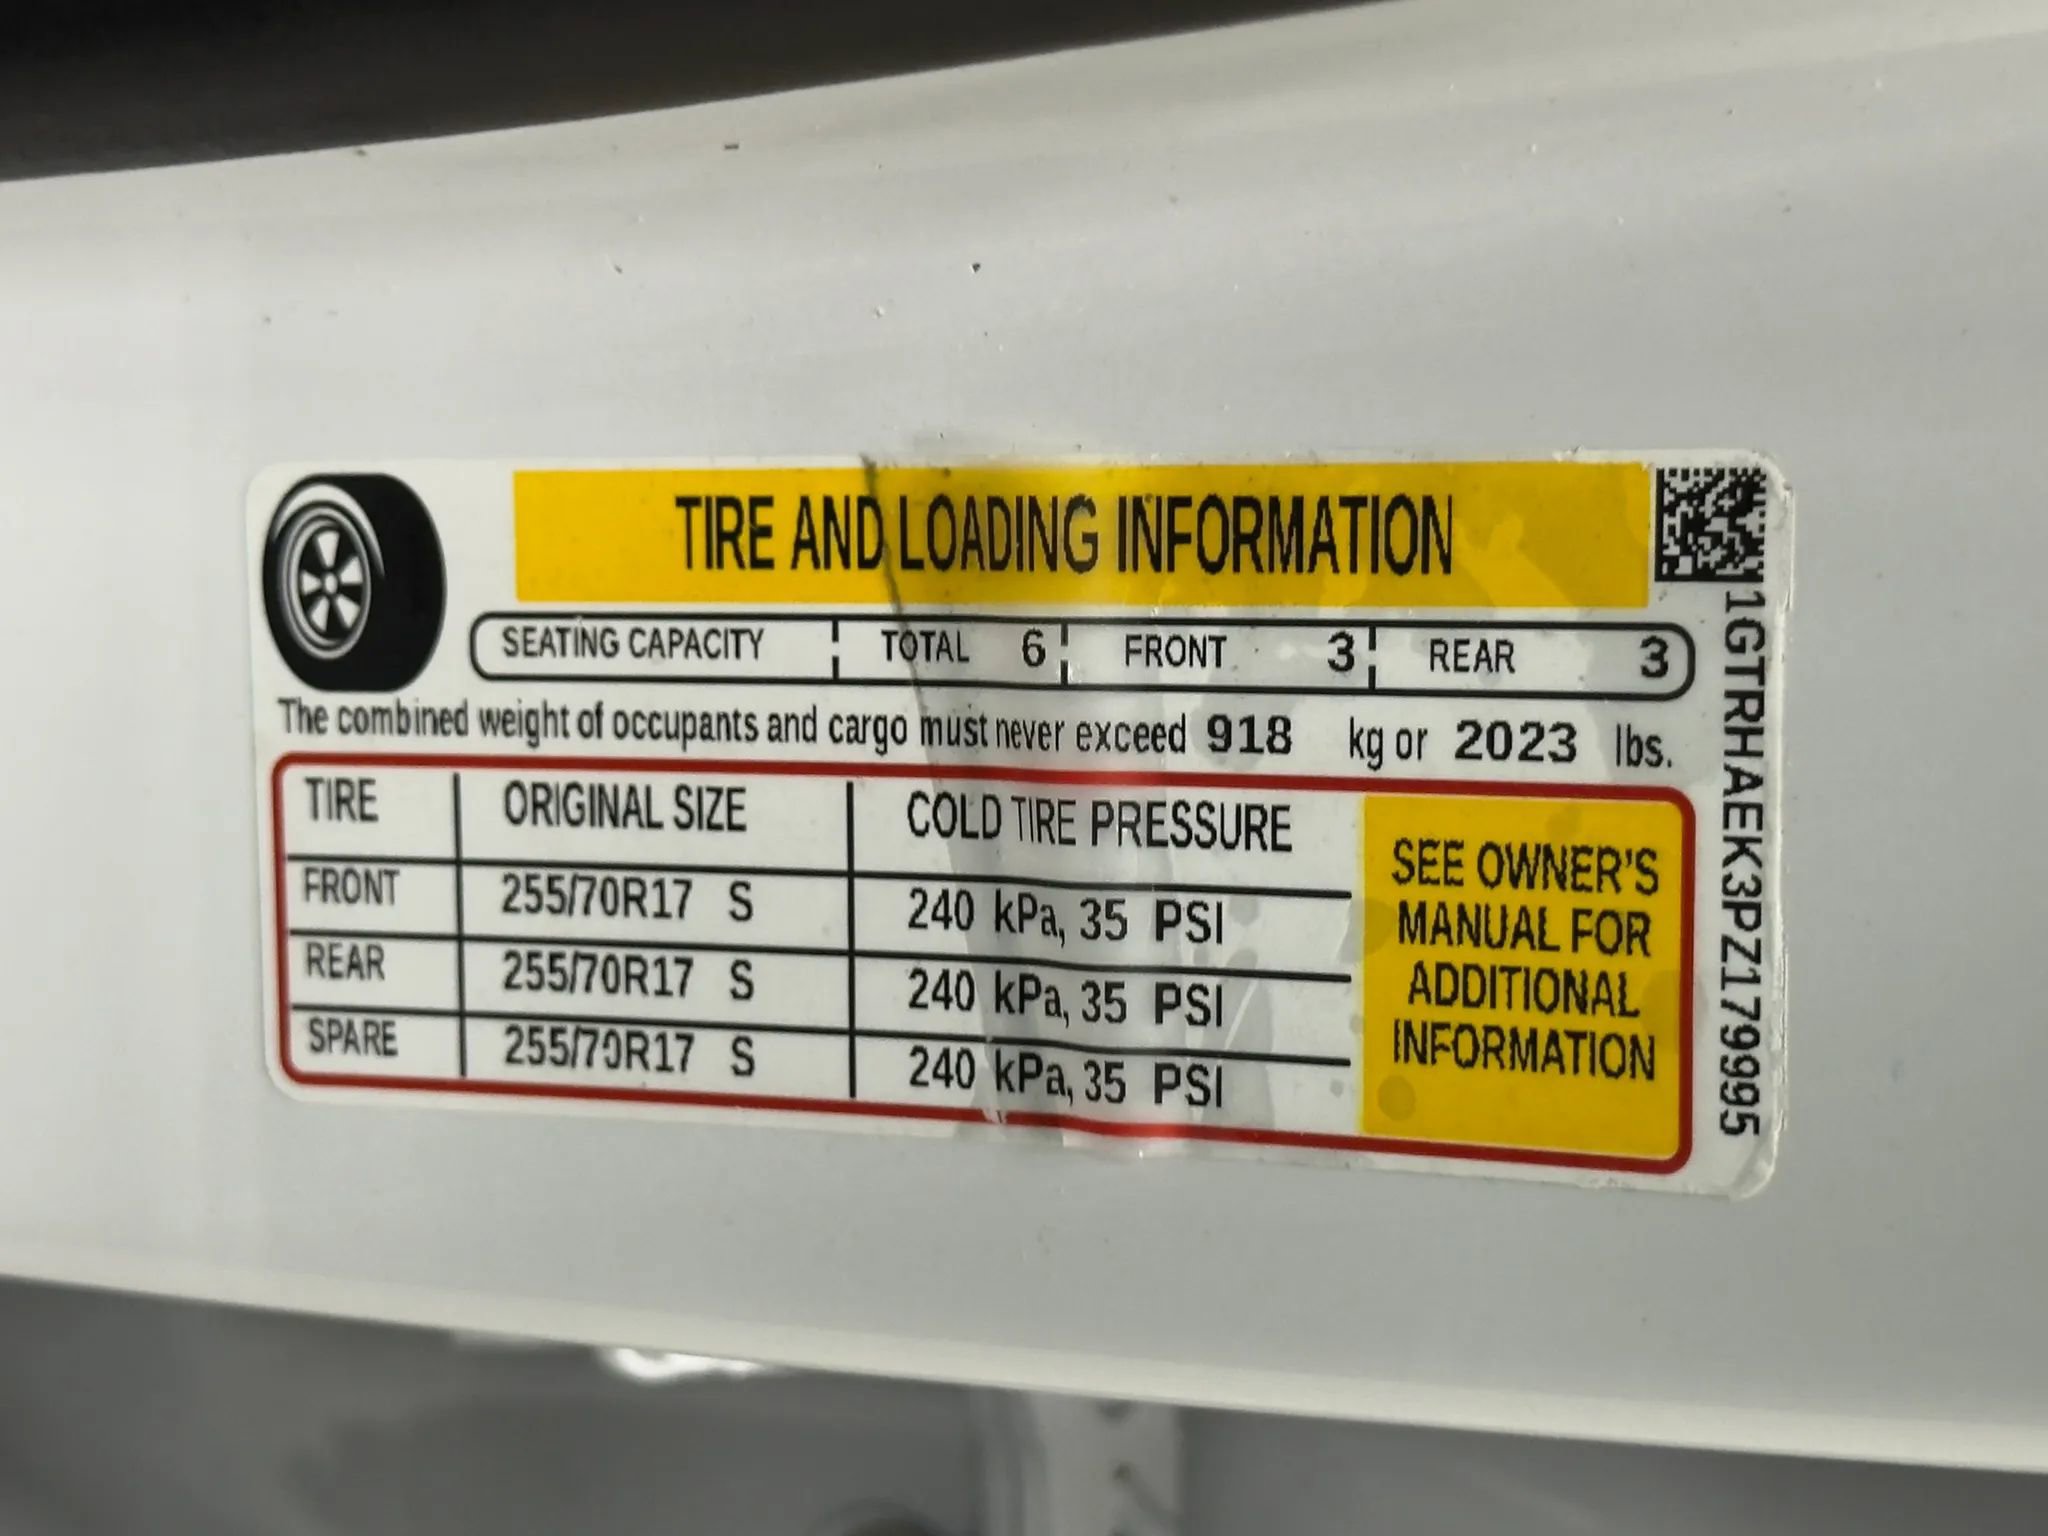 TIRE AND LOADING INFORMATION
SEATING CAPACITY TOTAL 6 FRONT 3 REAR 3
The combined weight of occupants and cargo must never exceed 918 kg or 2023 lbs.
TIRE ORIGINAL SIZE COLD TIRE PRESSURE
FRONT 255/70R17 S 240 kPa, 35 PSI
REAR 255/70R17 S 240 kPa, 35 PSI
SPARE 255/70R17 S 240 kPa, 35 PSI
SEE OWNER'S
MANUAL FOR
ADDITIONAL
INFORMATION
1GTRHAEK3PZ179995